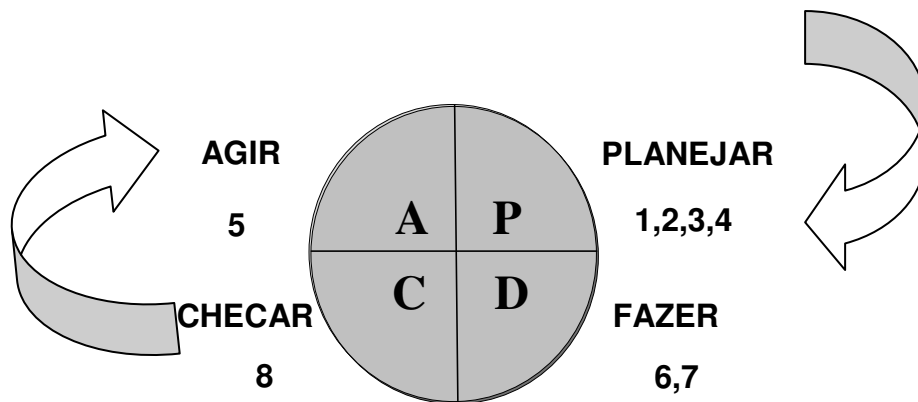 AGIR
PLANEJAR
A
P
5
1,2,3,4
C
D
CHECAR
FAZER
8
6,7